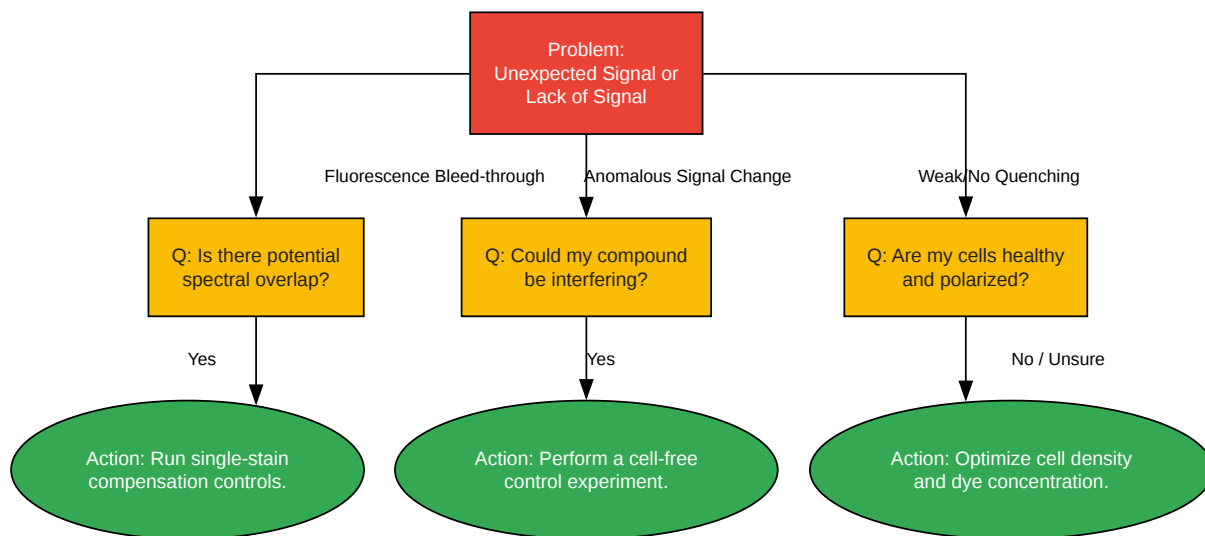 Problem:
Unexpected Signal or
Lack of Signal
Fluorescence Bleed-through
Anomalous Signal Change
Weak/No Quenching
Q: Is there potential
spectral overlap?
Q: Could my compound
be interfering?
Q: Are my cells healthy
and polarized?
Yes
Yes
No / Unsure
Action: Run single-stain
compensation controls.
Action: Perform a cell-free
control experiment.
Action: Optimize cell density
and dye concentration.